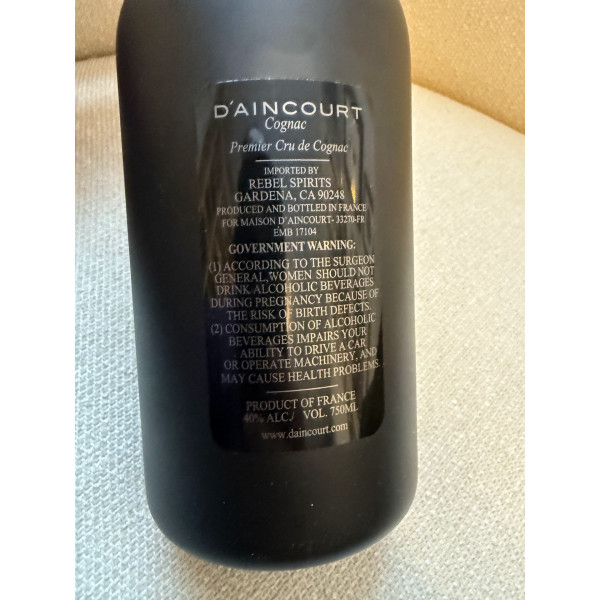 D'AINCOURT
Cognac
Premier Cru de Cognac
IMPORTED BY
REBEL SPIRITS
GARDENA, CA 90248
PRODUCED AND BOTTLED IN FRANCE
FOR MAISON D'AINCOURT- 33270-FR
EMB 17104
GOVERNMENT WARNING:
(1) ACCORDING TO THE SURGEON
GENERAL,WOMEN SHOULD NOT
DRINK ALCOHOLIC BEVERAGES
DURING PREGNANCY BECAUSE OF
THE RISK OF BIRTH DEFECTS.
(2) CONSUMPTION OF ALCOHOLIC
BEVERAGES IMPAIRS YOUR
ABILITY TO DRIVE A CAR
OR OPERATE MACHINERY, AND
MAY CAUSE HEALTH PROBLEMS.
PRODUCT OF FRANCE
40% ALC./ VOL. 750ML
www.daincourt.com